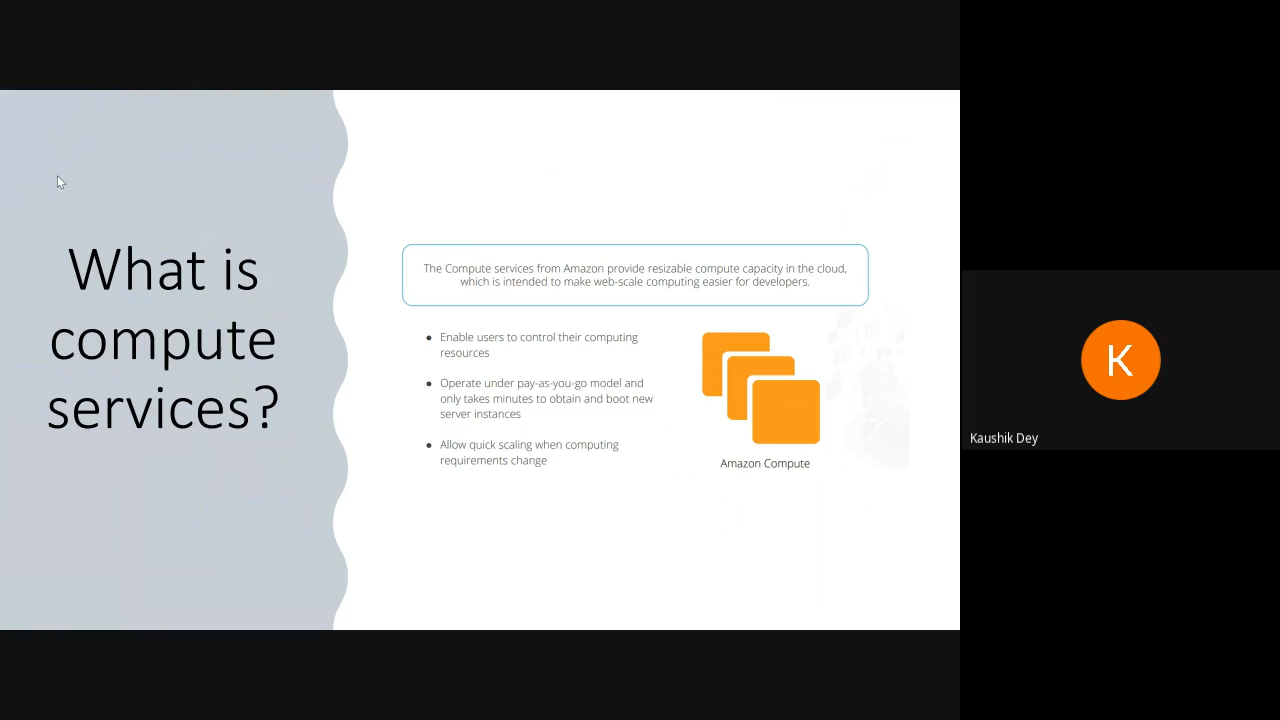 What is
compute
services?
The Compute services from Amazon provide resizable compute capacity in the cloud,
which is intended to make web-scale computing easier for developers.
● Enable users to control their computing
resources
● Operate under pay-as-you-go model and
only takes minutes to obtain and boot new
server instances
● Allow quick scaling when computing
requirements change
Amazon Compute
K
Kaushik Dey